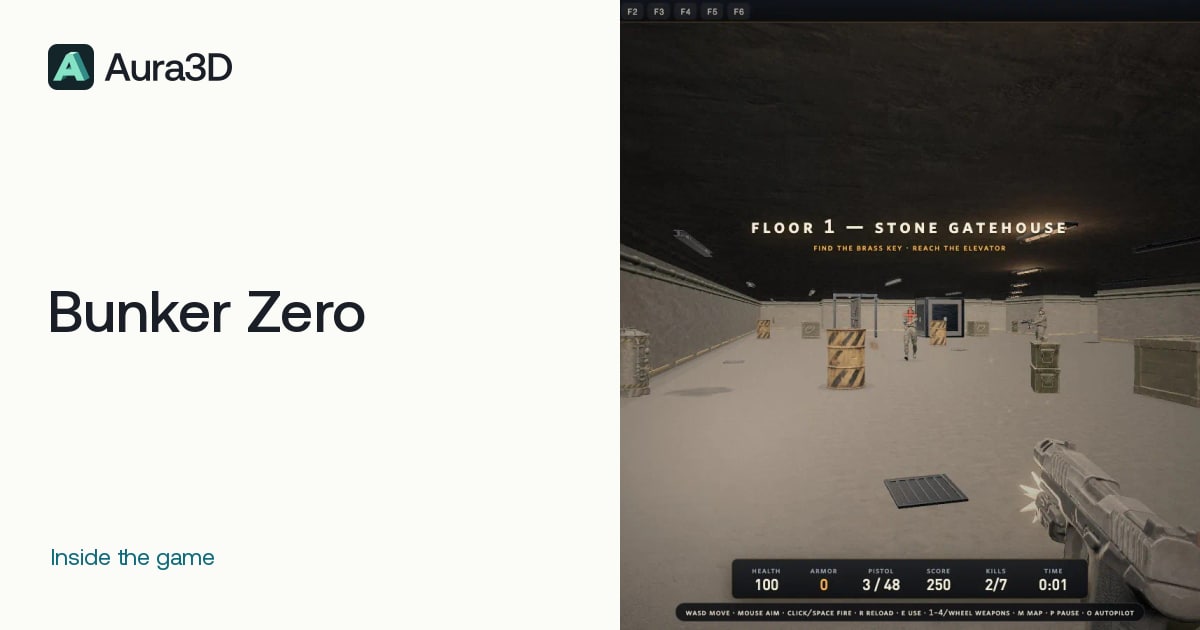 Aura3D
Bunker Zero
Inside the game
F2 F3 F4 F5 F6
FLOOR 1 — STONE GATEHOUSE
FIND THE BRASS KEY · REACH THE ELEVATOR
HEALTH ARMOR PISTOL SCORE KILLS TIME
100 0 3 / 48 250 2/7 0:01
WASD MOVE · MOUSE AIM · CLICK/SPACE FIRE · R RELOAD · E USE · 1–4/WHEEL WEAPONS · M MAP · P PAUSE · O AUTOPILOT